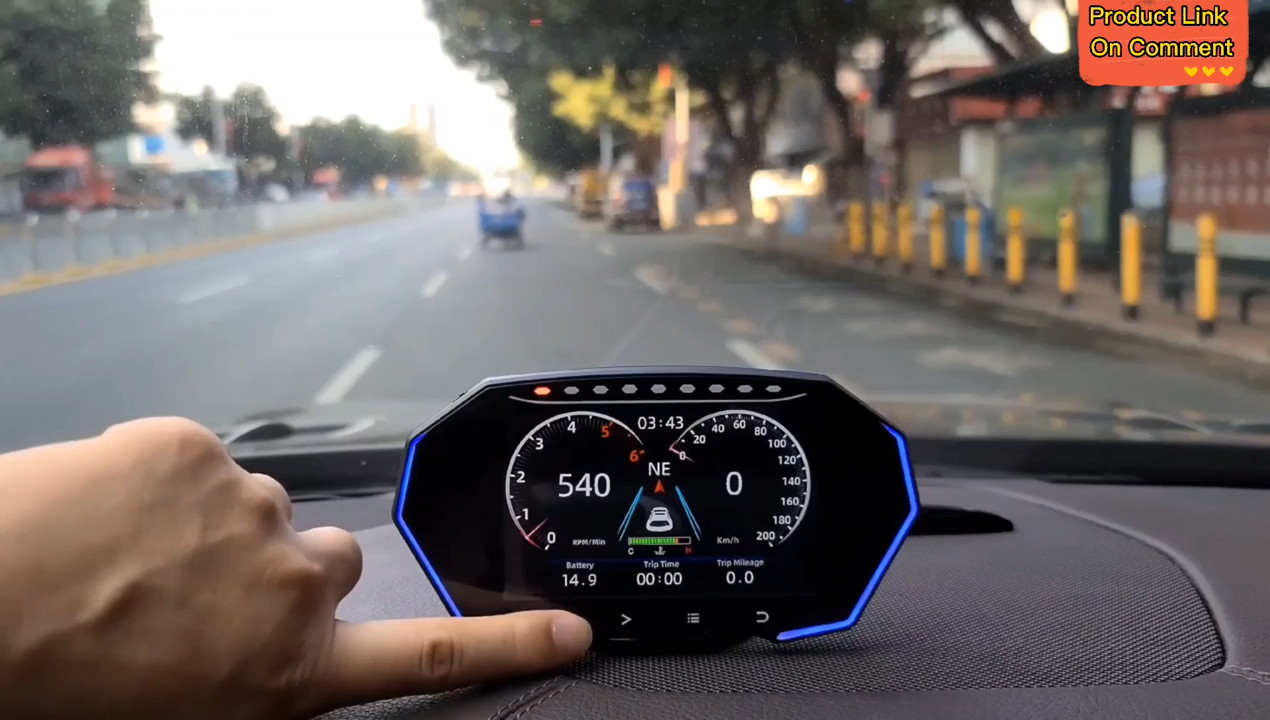 Product Link
On Comment
03:43
NE
540
0
1
2
3
4
5
6
0
RPM/Min
0
20
40
60
80
100
120
140
160
180
200
Km/h
C
H
Battery
Trip Time
Trip Mileage
14.9
00:00
0.0